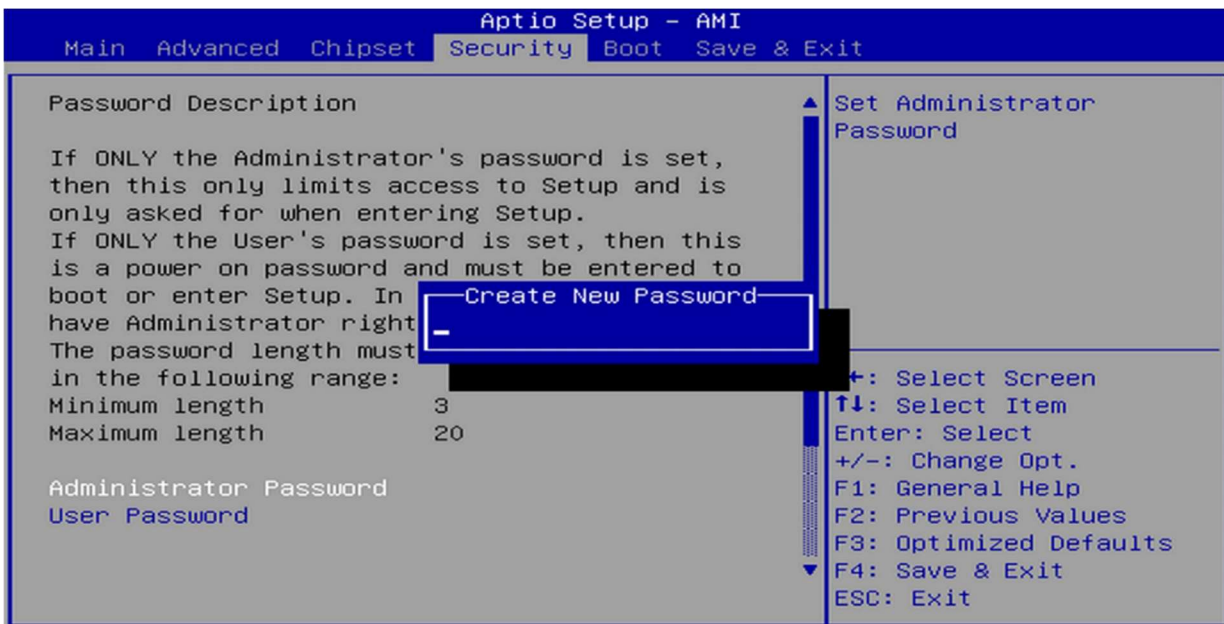 Aptio Setup – AMI
Main Advanced Chipset Security Boot Save & Exit
Password Description
If ONLY the Administrator's password is set,
then this only limits access to Setup and is
only asked for when entering Setup.
If ONLY the User's password is set, then this
is a power on password and must be entered to
boot or enter Setup. In
have Administrator right
The password length must
in the following range:
Minimum length 3
Maximum length 20
Administrator Password
User Password
Create New Password
Set Administrator
Password
←: Select Screen
↑↓: Select Item
Enter: Select
+/-: Change Opt.
F1: General Help
F2: Previous Values
F3: Optimized Defaults
F4: Save & Exit
ESC: Exit